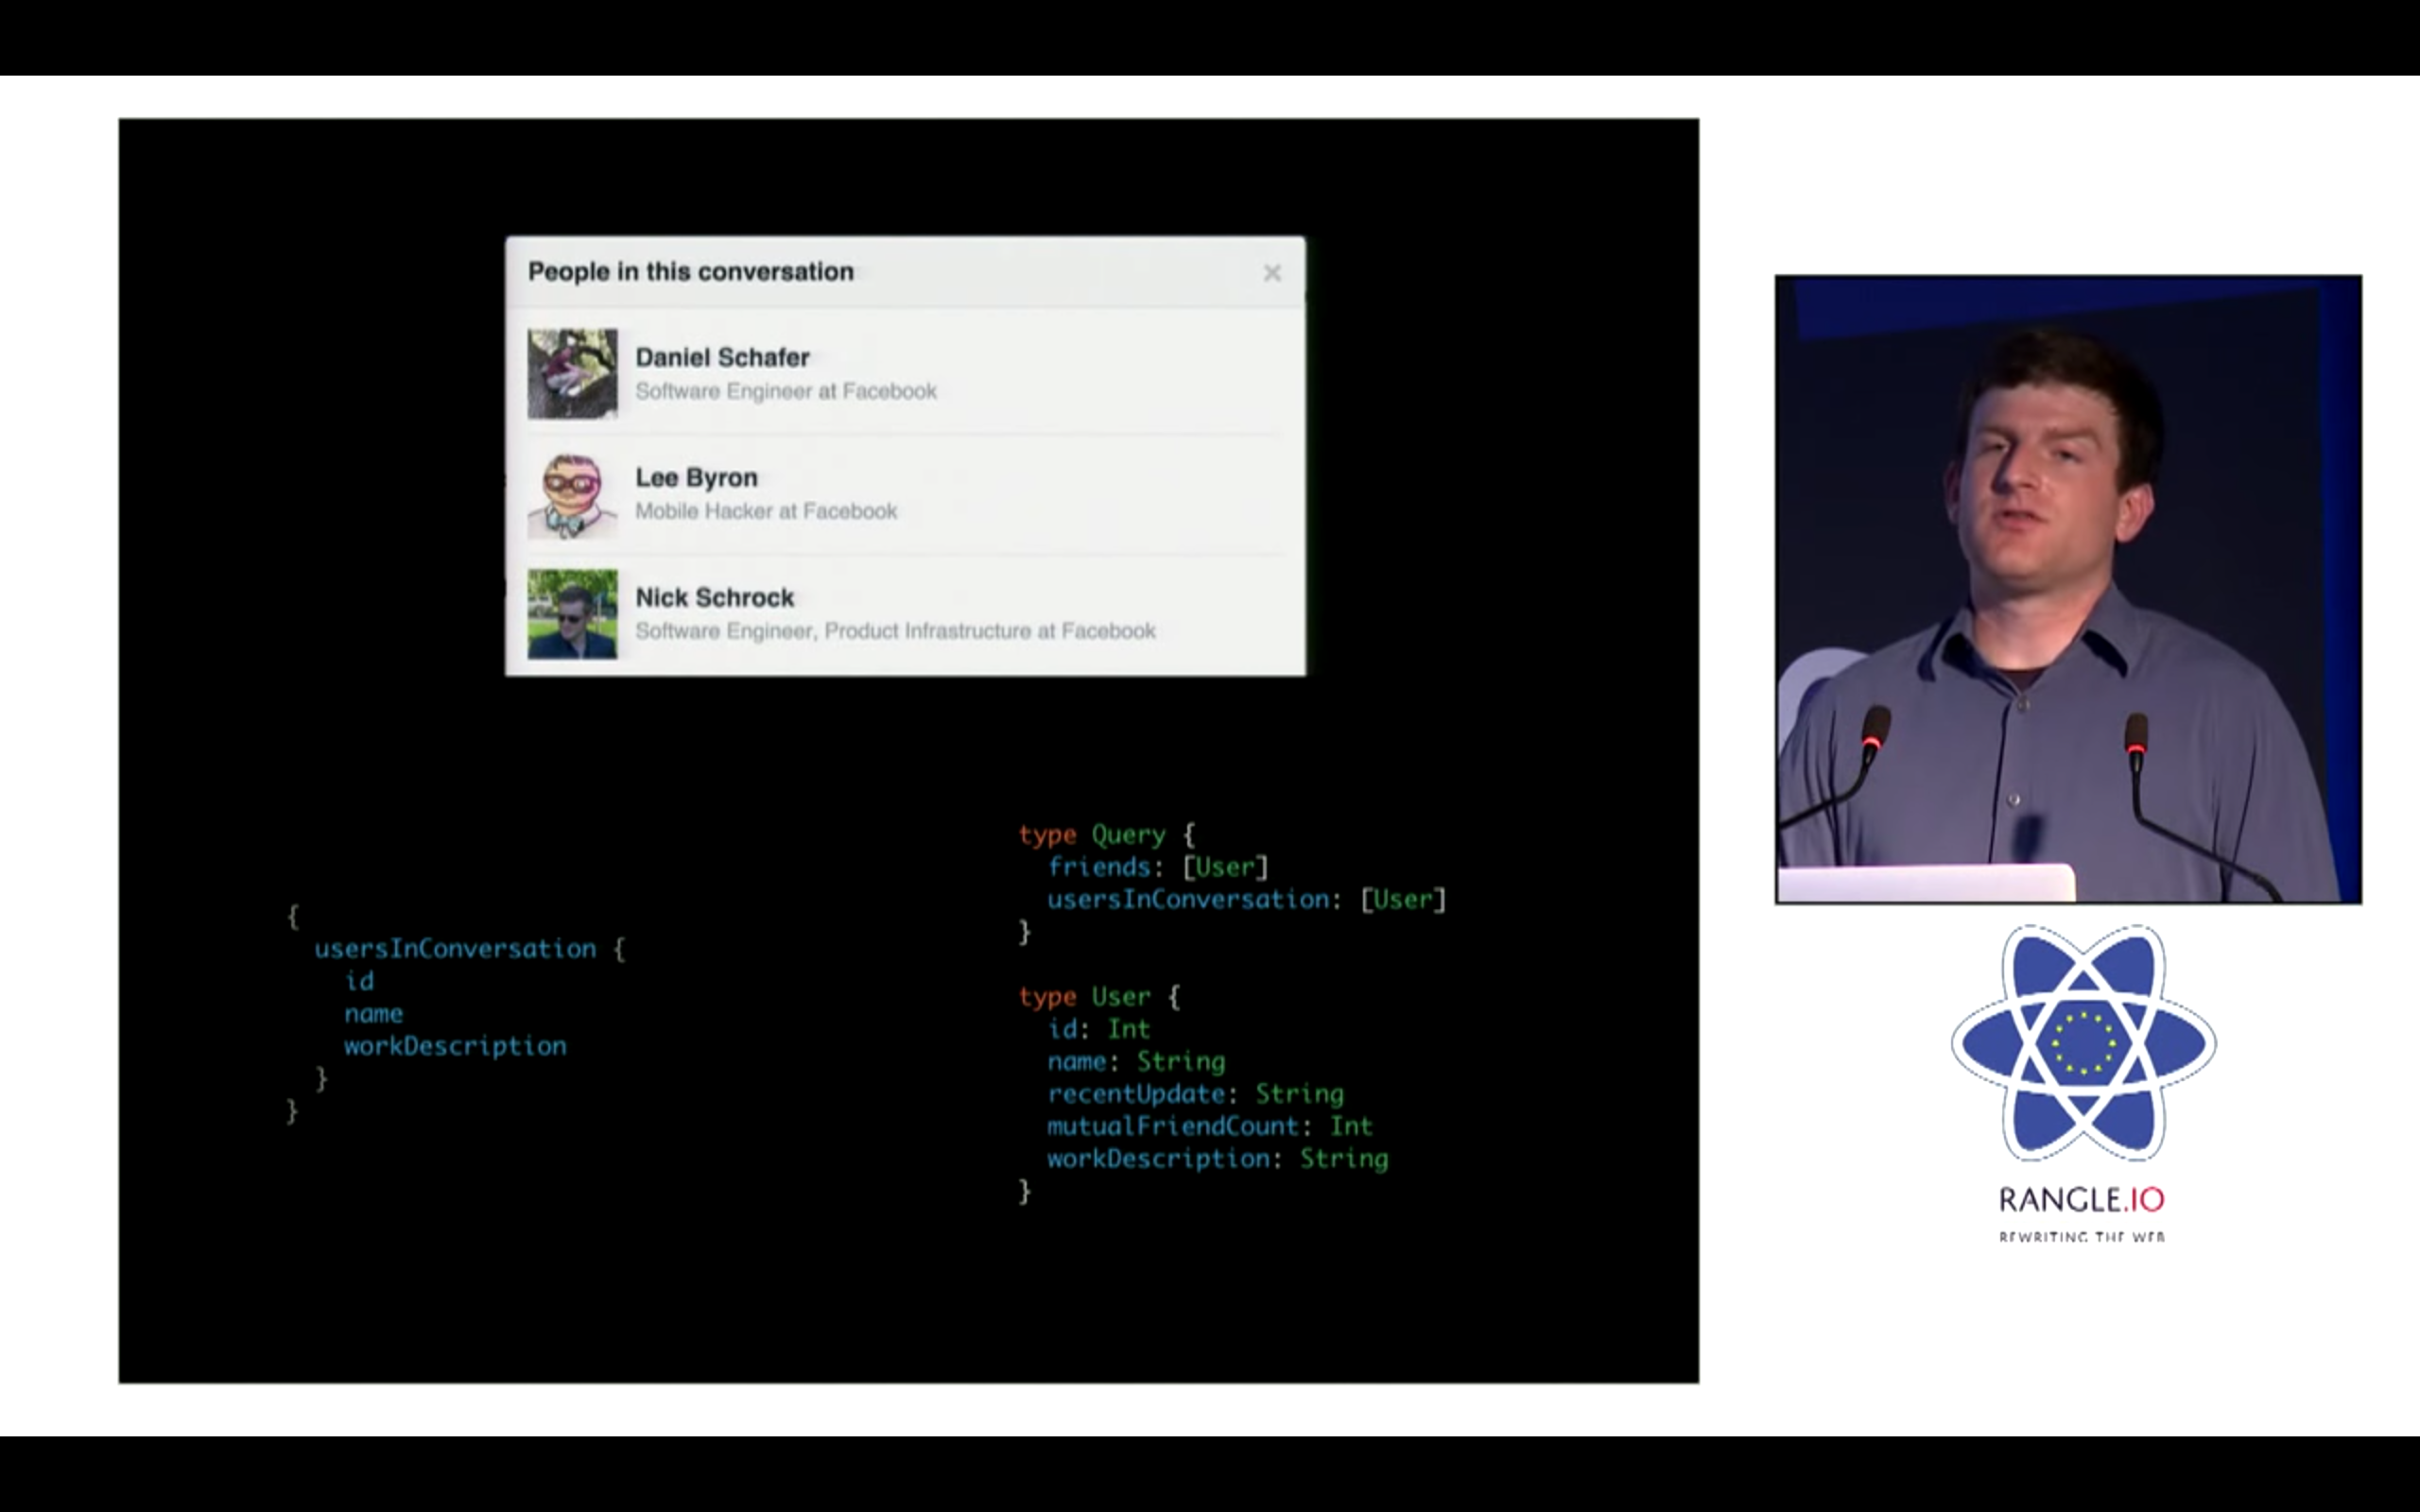 People in this conversation ×
Daniel Schafer
Software Engineer at Facebook
Lee Byron
Mobile Hacker at Facebook
Nick Schrock
Software Engineer, Product Infrastructure at Facebook
{
  usersInConversation {
    id
    name
    workDescription
  }
}
type Query {
  friends: [User]
  usersInConversation: [User]
}
type User {
  id: Int
  name: String
  recentUpdate: String
  mutualFriendCount: Int
  workDescription: String
}
RANGLE.IO
REWRITING THE WEB